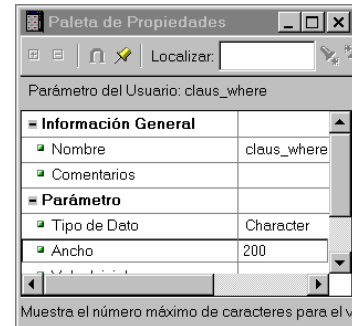 Paleta de Propiedades
Localizar:
Parámetro del Usuario: claus_where
Información General
Nombre claus_where
Comentarios
Parámetro
Tipo de Dato Character
Ancho 200
Muestra el número máximo de caracteres para el v